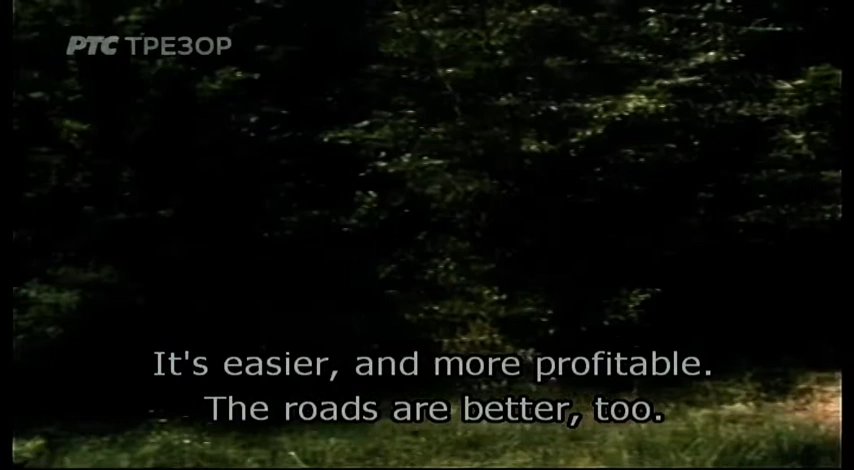 РТС ТРЕЗОР
It's easier, and more profitable.
The roads are better, too.